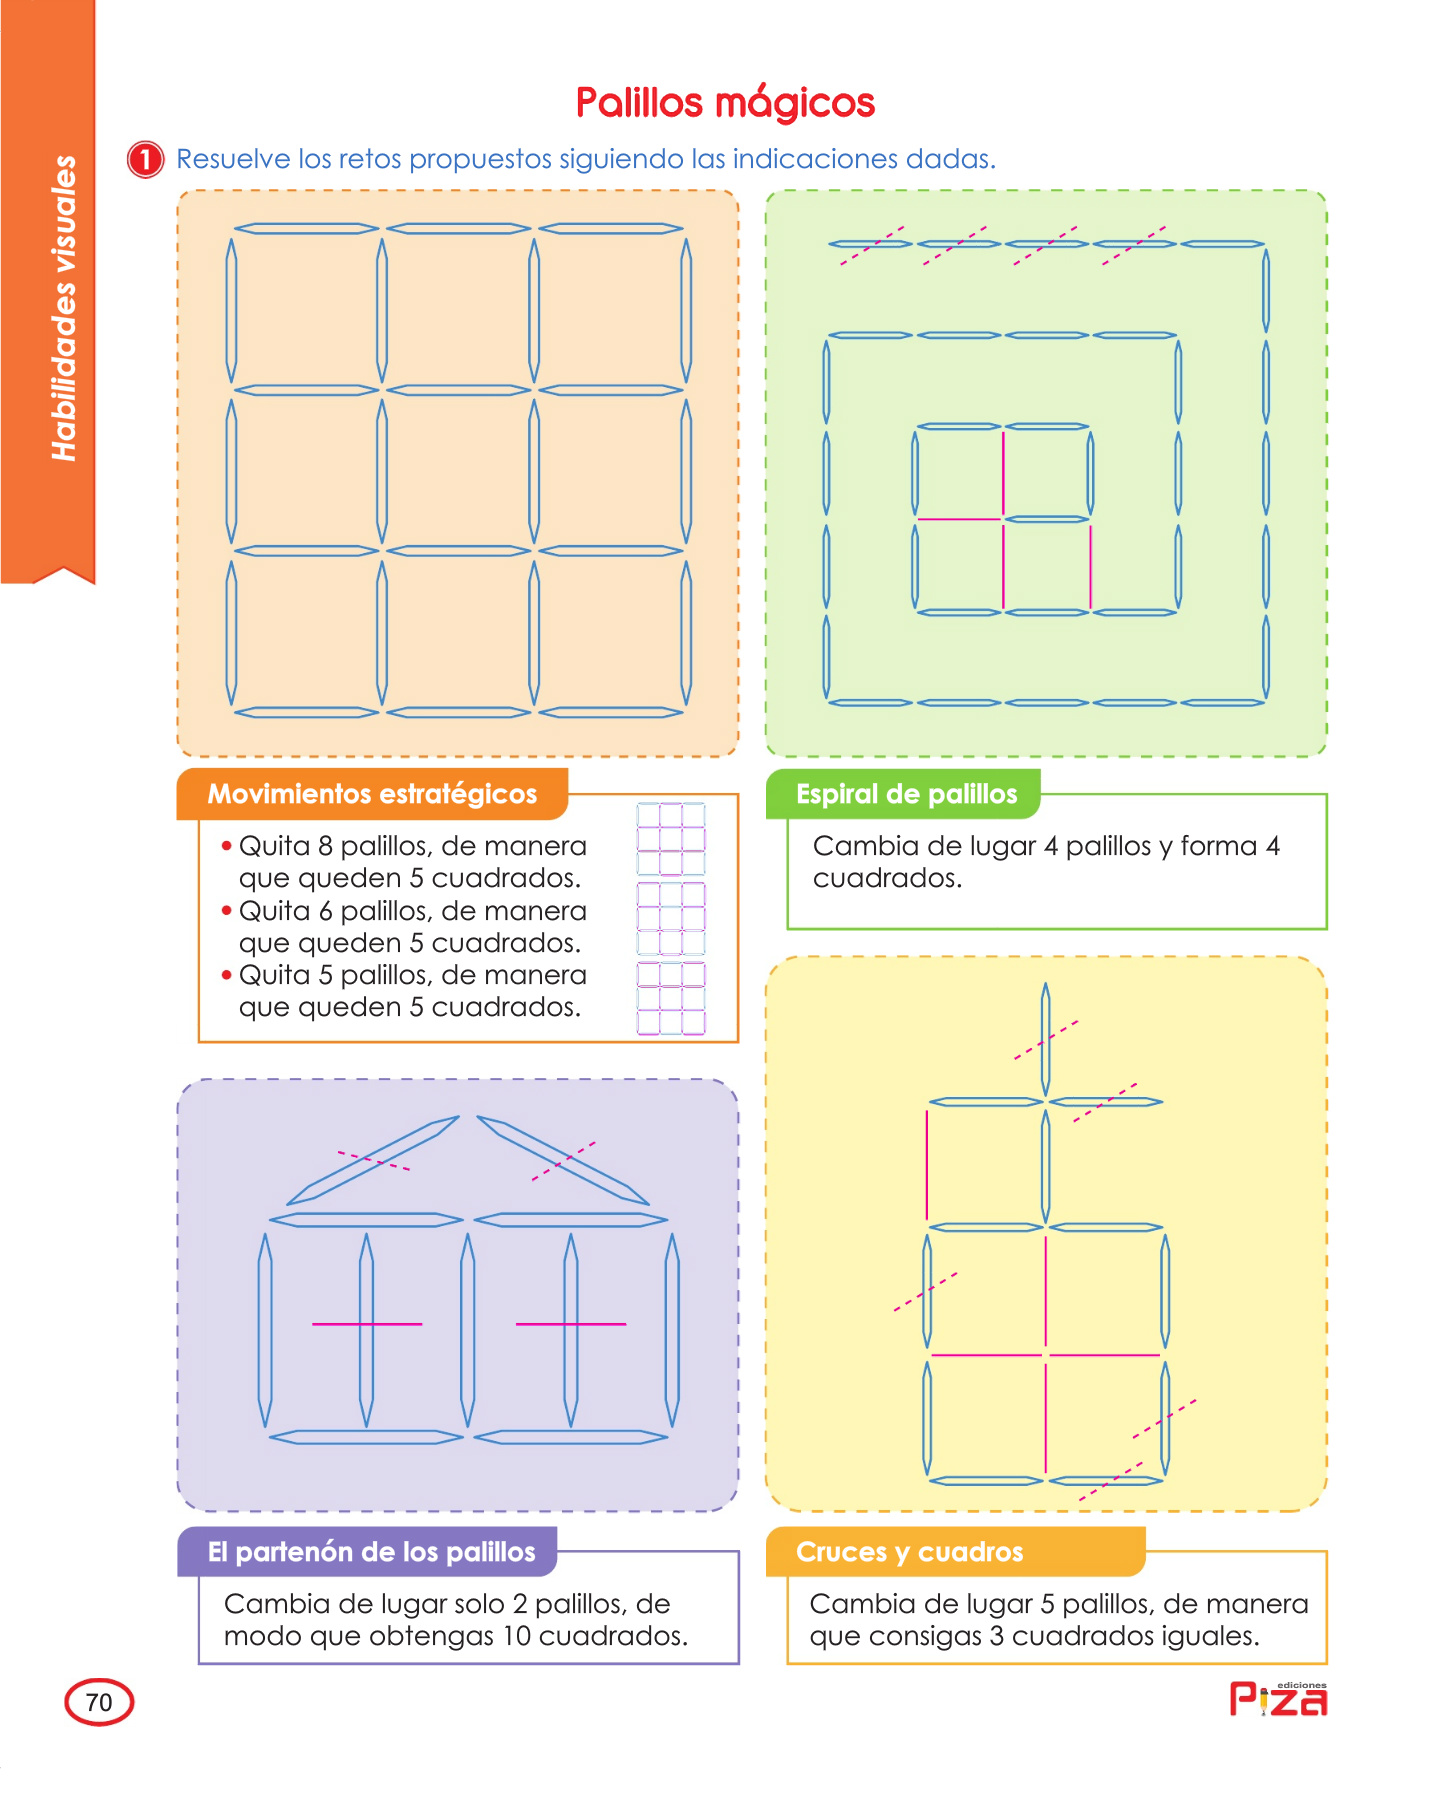 Habilidades visuales
Palillos mágicos
1 Resuelve los retos propuestos siguiendo las indicaciones dadas.
Movimientos estratégicos
• Quita 8 palillos, de manera
que queden 5 cuadrados.
• Quita 6 palillos, de manera
que queden 5 cuadrados.
• Quita 5 palillos, de manera
que queden 5 cuadrados.
Espiral de palillos
Cambia de lugar 4 palillos y forma 4
cuadrados.
El partenón de los palillos
Cambia de lugar solo 2 palillos, de
modo que obtengas 10 cuadrados.
Cruces y cuadros
Cambia de lugar 5 palillos, de manera
que consigas 3 cuadrados iguales.
70
ediciones
Piza